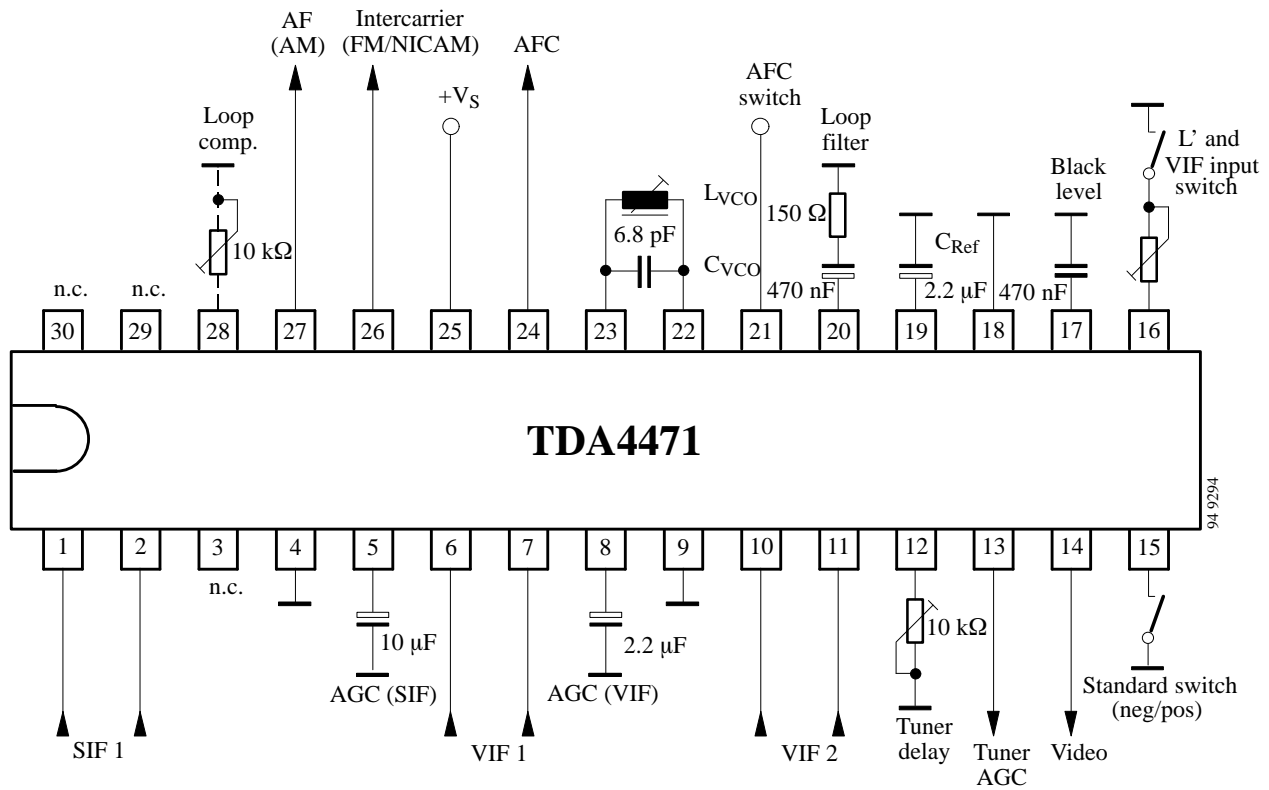 AF
(AM)
Intercarrier
(FM/NICAM)
AFC
+VS
AFC
switch
Loop
comp.
Loop
filter
L' and
VIF input
switch
Black
level
LVCO
150 Ω
6.8 pF
10 kΩ
CRef
CVCO
470 nF
2.2 µF
470 nF
n.c.
n.c.
30 29 28 27 26 25 24 23 22 21 20 19 18 17 16
TDA4471
94 9294
1 2 3 4 5 6 7 8 9 10 11 12 13 14 15
n.c.
10 µF
2.2 µF
10 kΩ
AGC (SIF)
AGC (VIF)
Standard switch
(neg/pos)
SIF 1
VIF 1
VIF 2
Tuner
delay
Tuner
AGC
Video